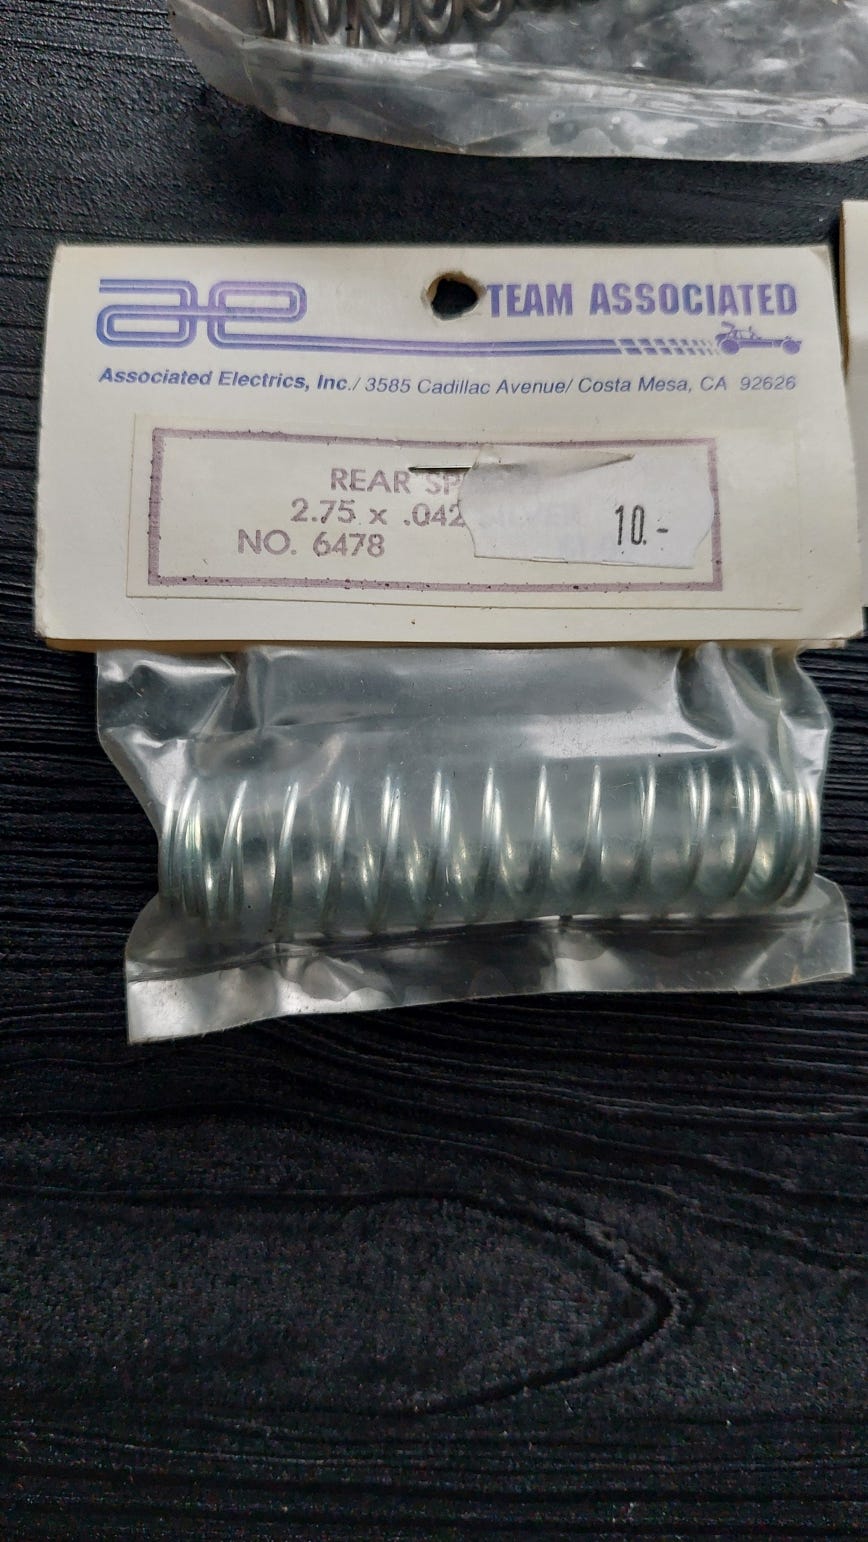 ae TEAM ASSOCIATED
Associated Electrics, Inc./ 3585 Cadillac Avenue/ Costa Mesa, CA 92626
REAR SP
2.75 x .042
NO. 6478
10.-